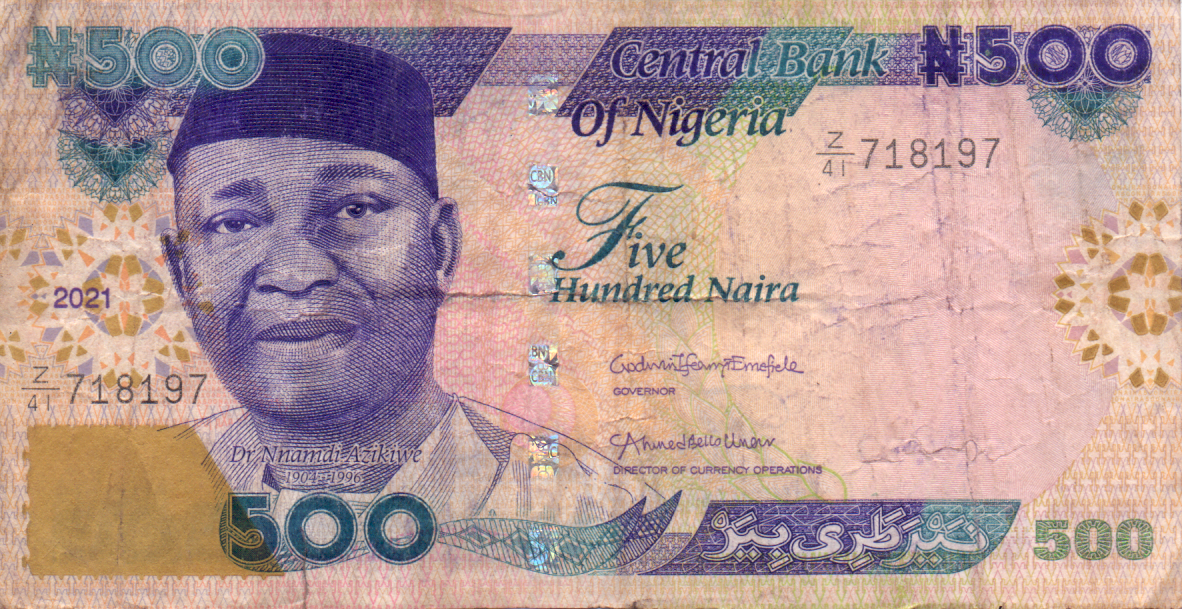 ₦500
Central Bank
₦500
Of Nigeria
Z/41 718197
CBN
Five
Hundred Naira
2021
Z/41 718197
GodwinIfeanyiEmefiele
GOVERNOR
AhmedBelloUmar
DIRECTOR OF CURRENCY OPERATIONS
Dr Nnamdi Azikiwe
1904-1996
500
نَيْرَ طَرِى بِيَرْ
500